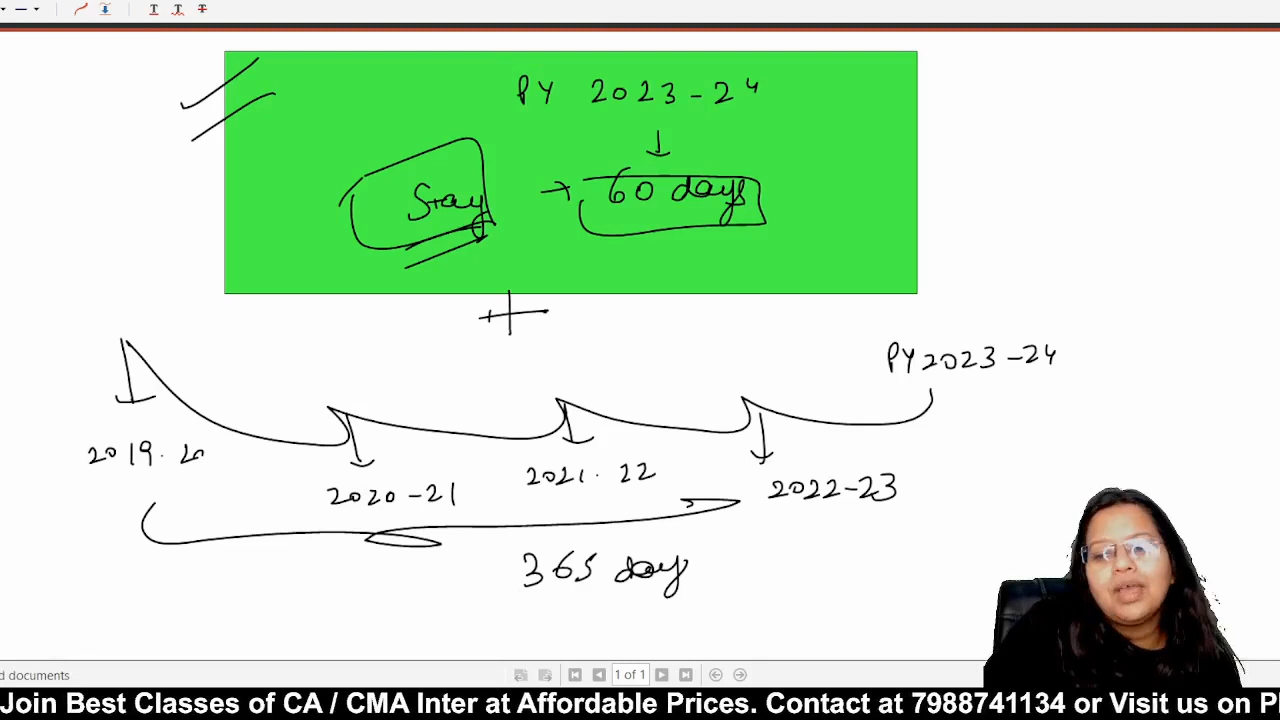 PY 2023-24
Stay → 60 days
+
PY 2023-24
2019-20
2020-21
2021-22
2022-23
365 day
1 of 1
d documents
Join Best Classes of CA / CMA Inter at Affordable Prices. Contact at 7988741134 or Visit us on P